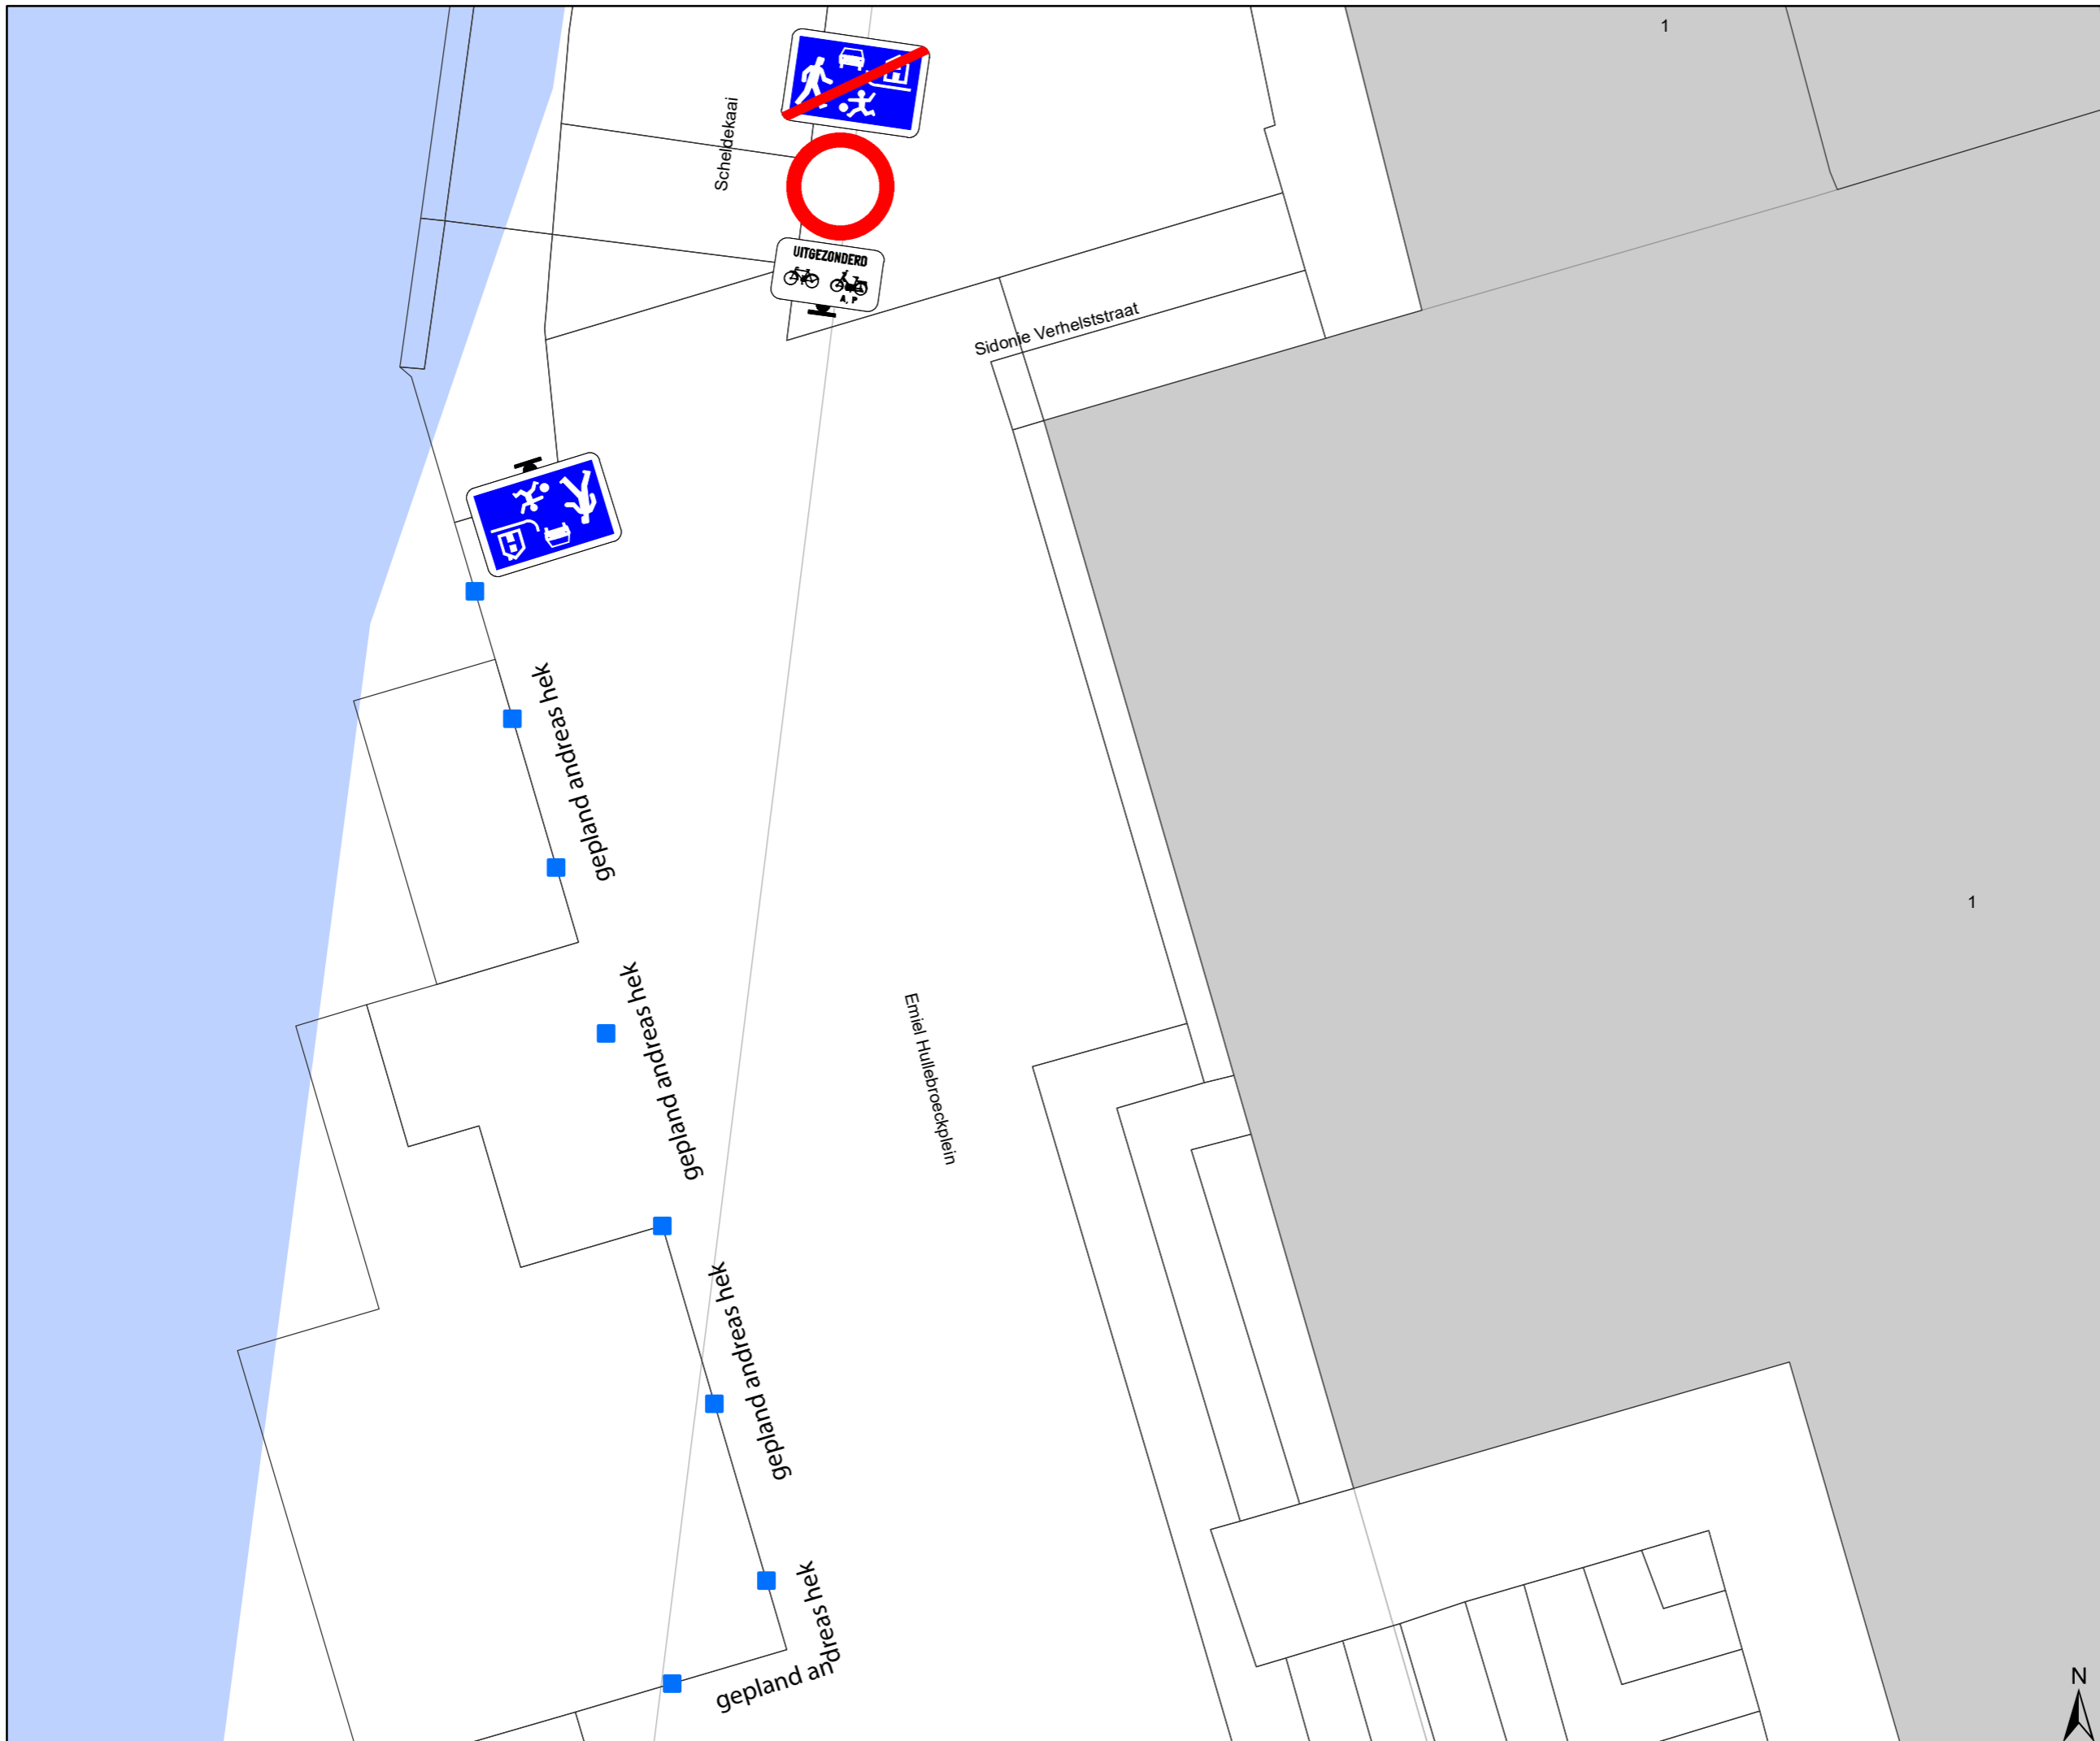 1
Scheldekaai
UITGEZONDERD
A, P
Sidonie Verhelststraat
gepland andreas hek
1
gepland andreas hek
Emiel Hullebroeckplein
gepland andreas hek
gepland andreas hek
N